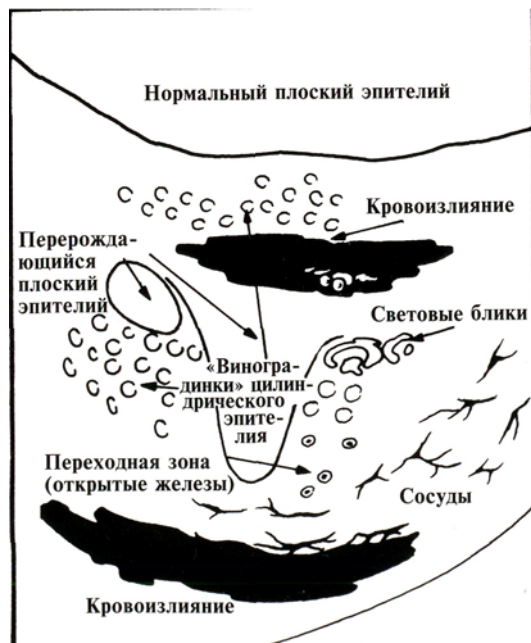 Нормальный плоский эпителий
Кровоизлияние
Перерожда-
ющийся
плоский
эпителий
Световые блики
«Виногра-
динки» цилин-
дрического
эпите-
лия
Переходная зона
(открытые железы)
Сосуды
Кровоизлияние